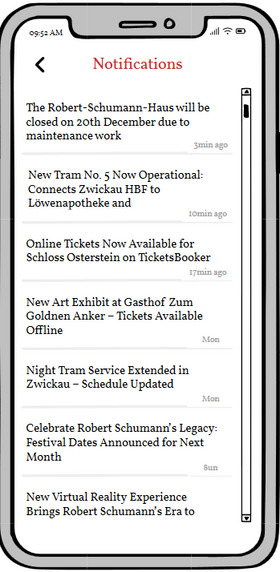 09:52 AM
Notifications
The Robert-Schumann-Haus will be
closed on 20th December due to
maintenance work
3min ago
New Tram No. 5 Now Operational:
Connects Zwickau HBF to
Löwenapotheke and
10min ago
Online Tickets Now Available for
Schloss Osterstein on TicketsBooker
17min ago
New Art Exhibit at Gasthof Zum
Goldnen Anker – Tickets Available
Offline
Mon
Night Tram Service Extended in
Zwickau – Schedule Updated
Mon
Celebrate Robert Schumann's Legacy:
Festival Dates Announced for Next
Month
Sun
New Virtual Reality Experience
Brings Robert Schumann's Era to